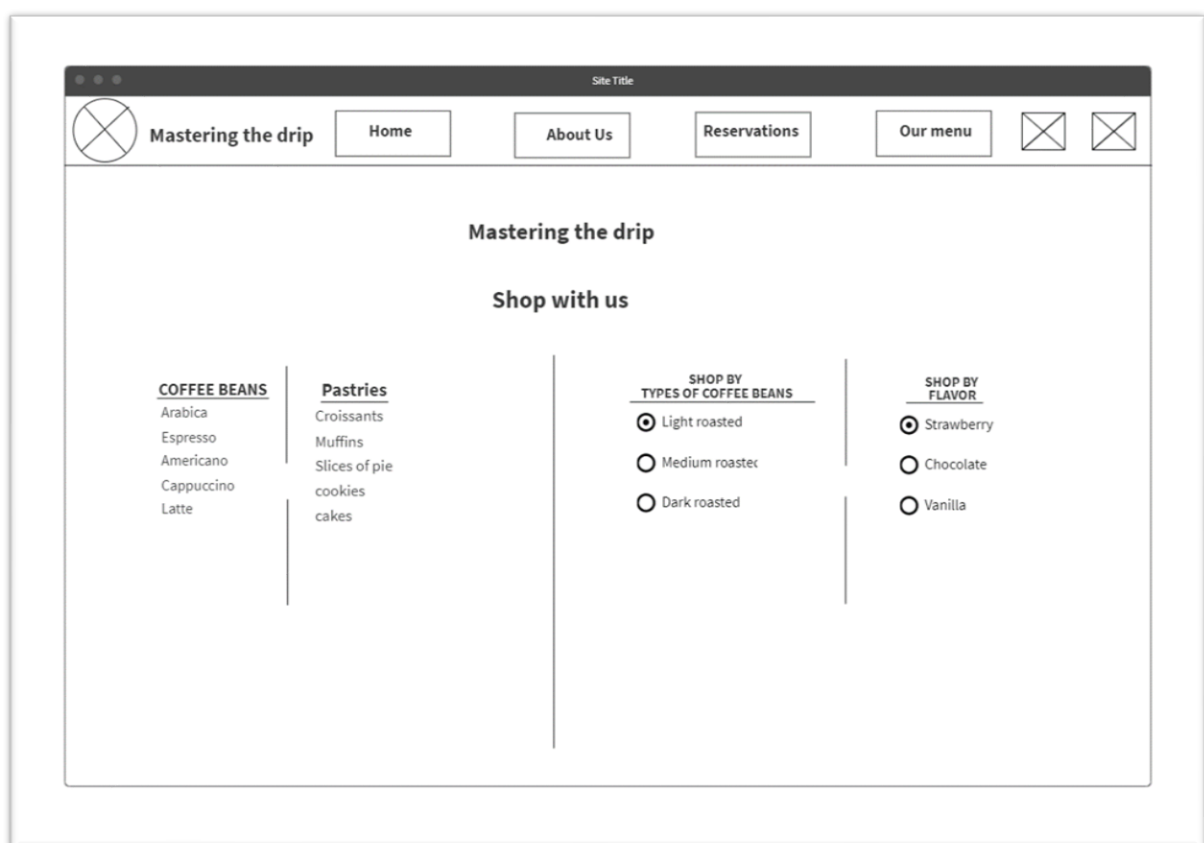 Site Title
Mastering the drip
Home
About Us
Reservations
Our menu
Mastering the drip
Shop with us
COFFEE BEANS
Arabica
Espresso
Americano
Cappuccino
Latte
Pastries
Croissants
Muffins
Slices of pie
cookies
cakes
SHOP BY
TYPES OF COFFEE BEANS
Light roasted
Medium roastec
Dark roasted
SHOP BY
FLAVOR
Strawberry
Chocolate
Vanilla